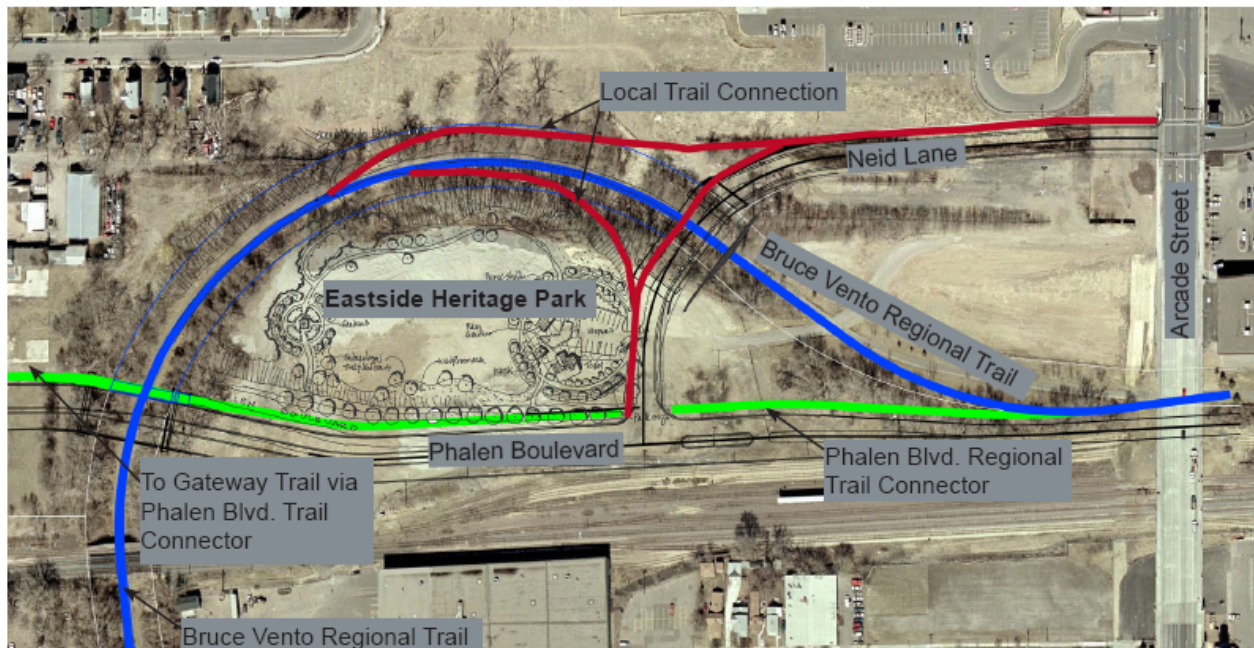 Local Trail Connection
Neid Lane
Arcade Street
Bruce Vento Regional Trail
Eastside Heritage Park
Phalen Boulevard
Phalen Blvd. Regional
Trail Connector
To Gateway Trail via
Phalen Blvd. Trail
Connector
Bruce Vento Regional Trail